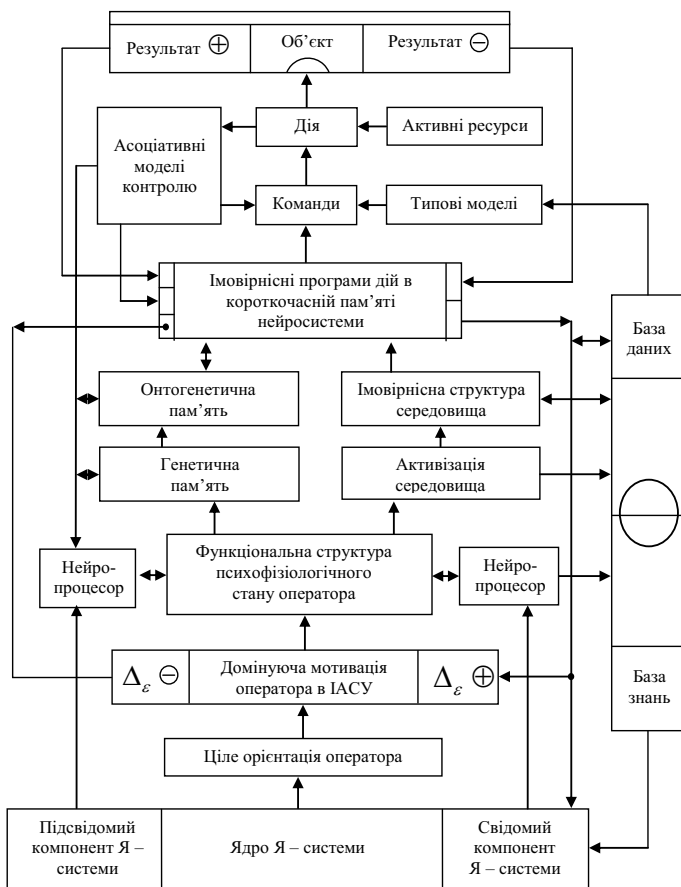 Результат ⊕
Об’єкт
Результат ⊖
Асоціативні
моделі
контролю
Дія
Активні ресурси
Команди
Типові моделі
Імовірнісні програми дій в
короткочасній пам’яті
нейросистеми
База
даних
Онтогенетична
пам’ять
Імовірнісна структура
середовища
Генетична
пам’ять
Активізація
середовища
Нейро-
процесор
Функціональна структура
психофізіологічного
стану оператора
Нейро-
процесор
Δε ⊖
Домінуюча мотивація
оператора в ІАСУ
Δε ⊕
База
знань
Ціле орієнтація оператора
Підсвідомий
компонент Я –
системи
Ядро Я – системи
Свідомий
компонент
Я – системи